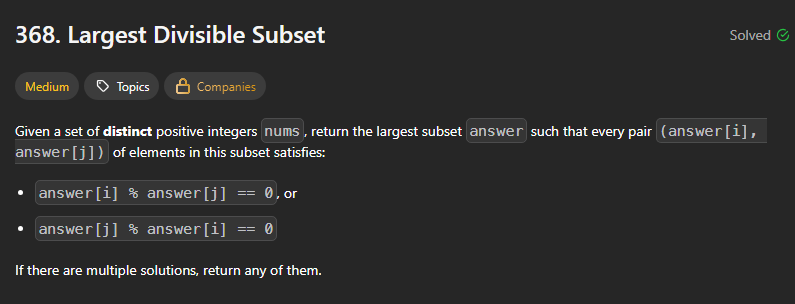 368. Largest Divisible Subset
Solved
Medium
Topics
Companies
Given a set of distinct positive integers nums, return the largest subset answer such that every pair (answer[i],
answer[j]) of elements in this subset satisfies:
• answer[i] % answer[j] == 0, or
• answer[j] % answer[i] == 0
If there are multiple solutions, return any of them.